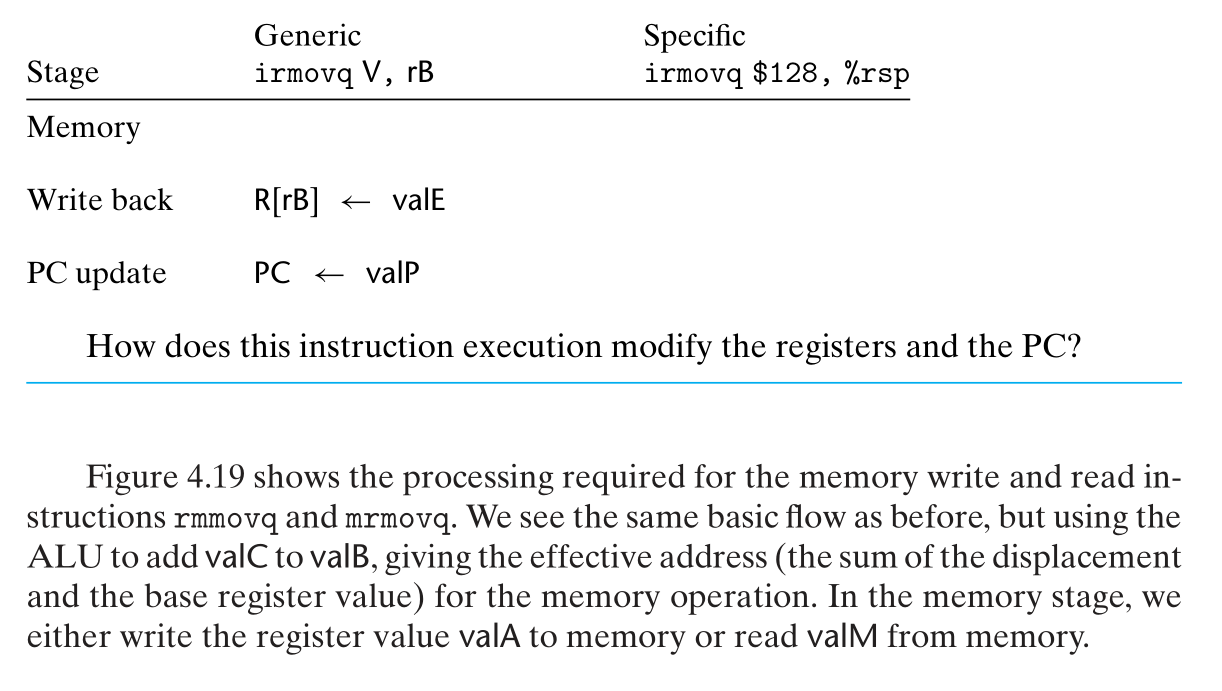 Generic Specific
Stage irmovq V, rB irmovq $128, %rsp
Memory
Write back R[rB] ← valE
PC update PC ← valP
How does this instruction execution modify the registers and the PC?
Figure 4.19 shows the processing required for the memory write and read in-
structions rmmovq and mrmovq. We see the same basic flow as before, but using the
ALU to add valC to valB, giving the effective address (the sum of the displacement
and the base register value) for the memory operation. In the memory stage, we
either write the register value valA to memory or read valM from memory.